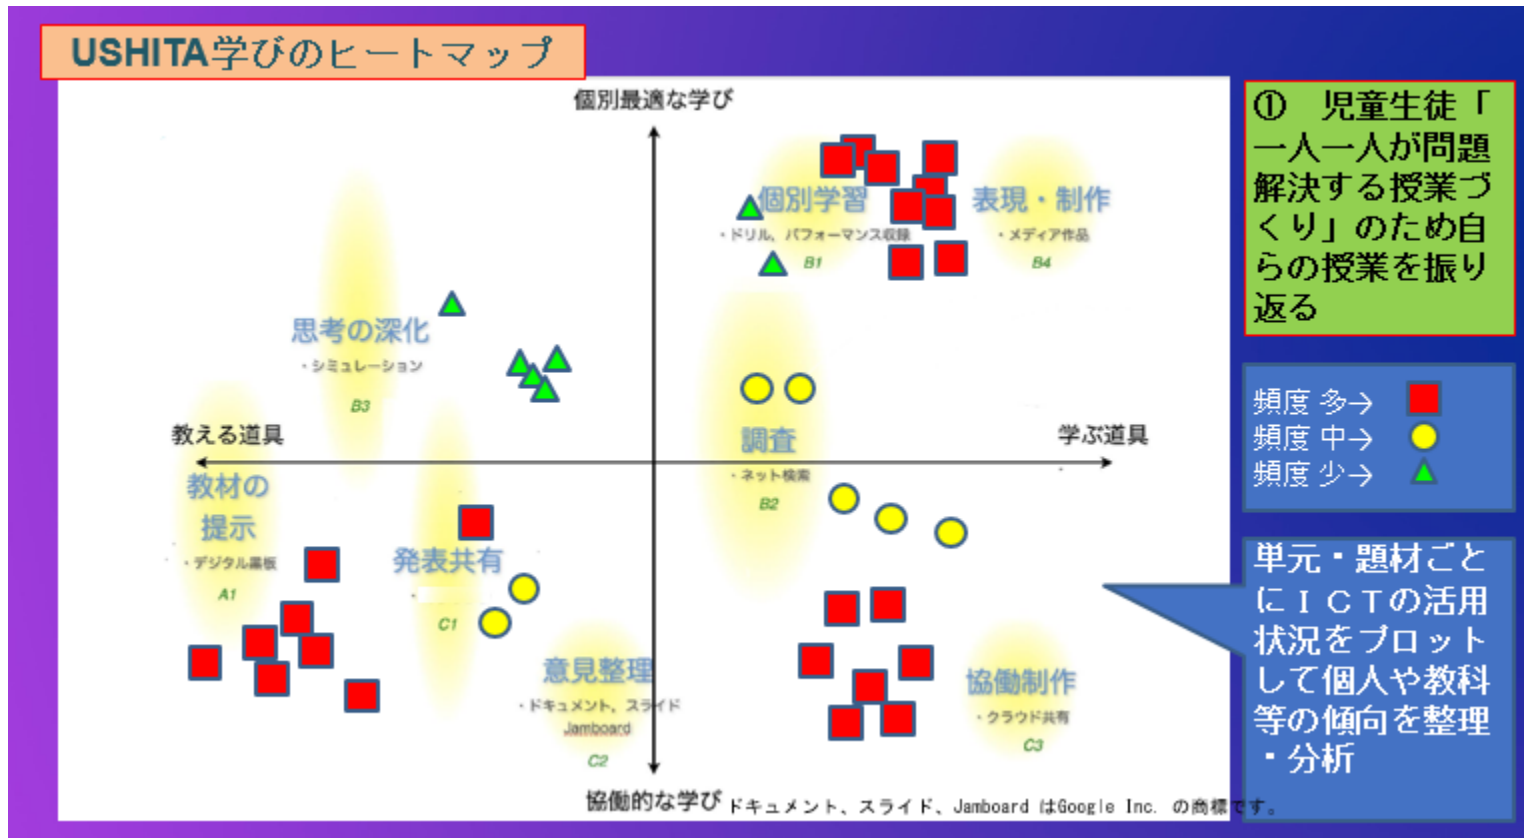 USHITA学びのヒートマップ
個別最適な学び
個別学習
・ドリル、パフォーマンス収録
B1
表現・制作
・メディア作品
B4
思考の深化
・シミュレーション
B3
教える道具
学ぶ道具
調査
・ネット検索
B2
教材の
提示
・デジタル黒板
A1
発表共有
・
C1
意見整理
・ドキュメント、スライド
Jamboard
C2
協働制作
・クラウド共有
C3
協働的な学び
ドキュメント、スライド、Jamboard はGoogle Inc. の商標です。
① 児童生徒「
一人一人が問題
解決する授業づ
くり」のため自
らの授業を振り
返る
頻度 多→
頻度 中→
頻度 少→
単元・題材ごと
にＩＣＴの活用
状況をプロット
して個人や教科
等の傾向を整理
・分析